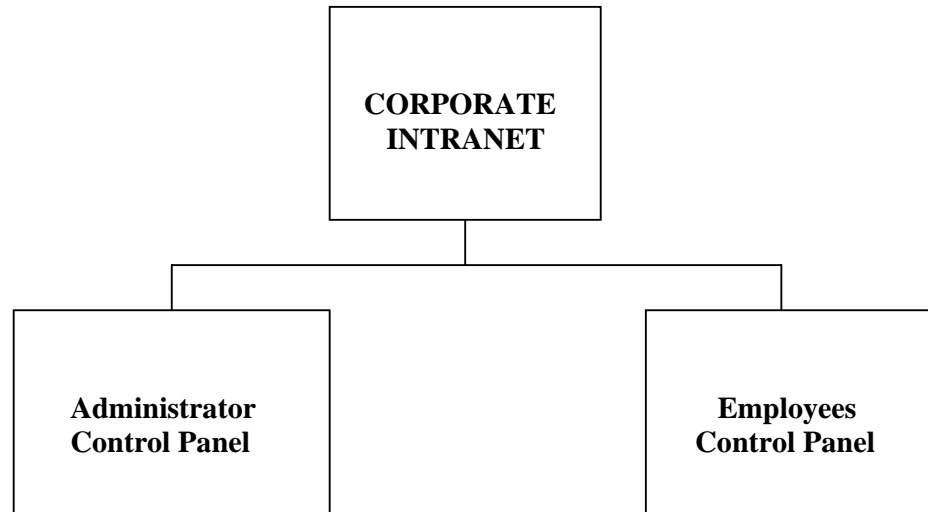 CORPORATE
INTRANET
Administrator
Control Panel
Employees
Control Panel